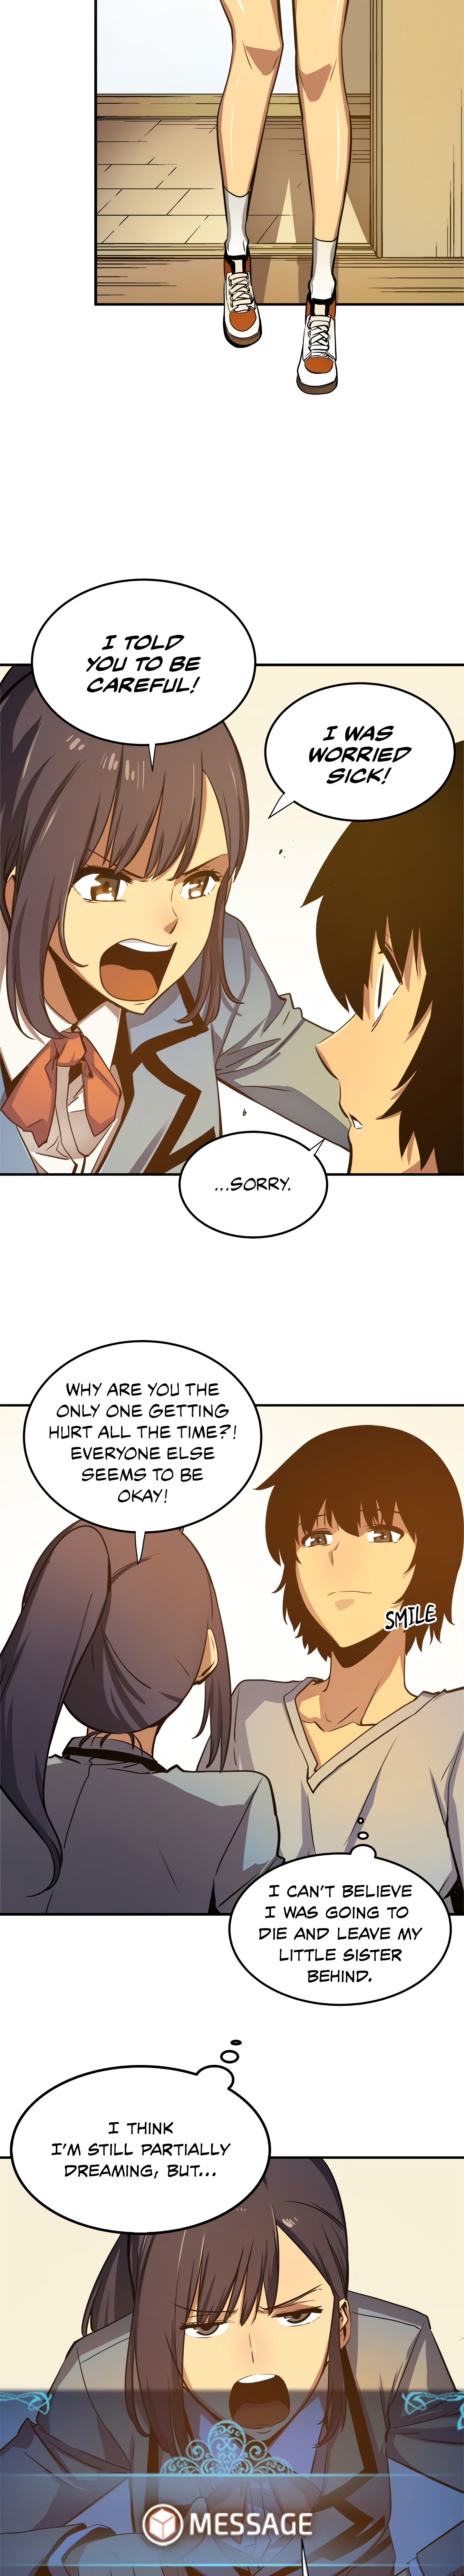 I TOLD
YOU TO BE
CAREFUL!
I WAS
WORRIED
SICK!
...SORRY.
WHY ARE YOU THE
ONLY ONE GETTING
HURT ALL THE TIME?!
EVERYONE ELSE
SEEMS TO BE
OKAY!
SMILE
I CAN'T BELIEVE
I WAS GOING TO
DIE AND LEAVE MY
LITTLE SISTER
BEHIND.
I THINK
I'M STILL PARTIALLY
DREAMING, BUT...
MESSAGE